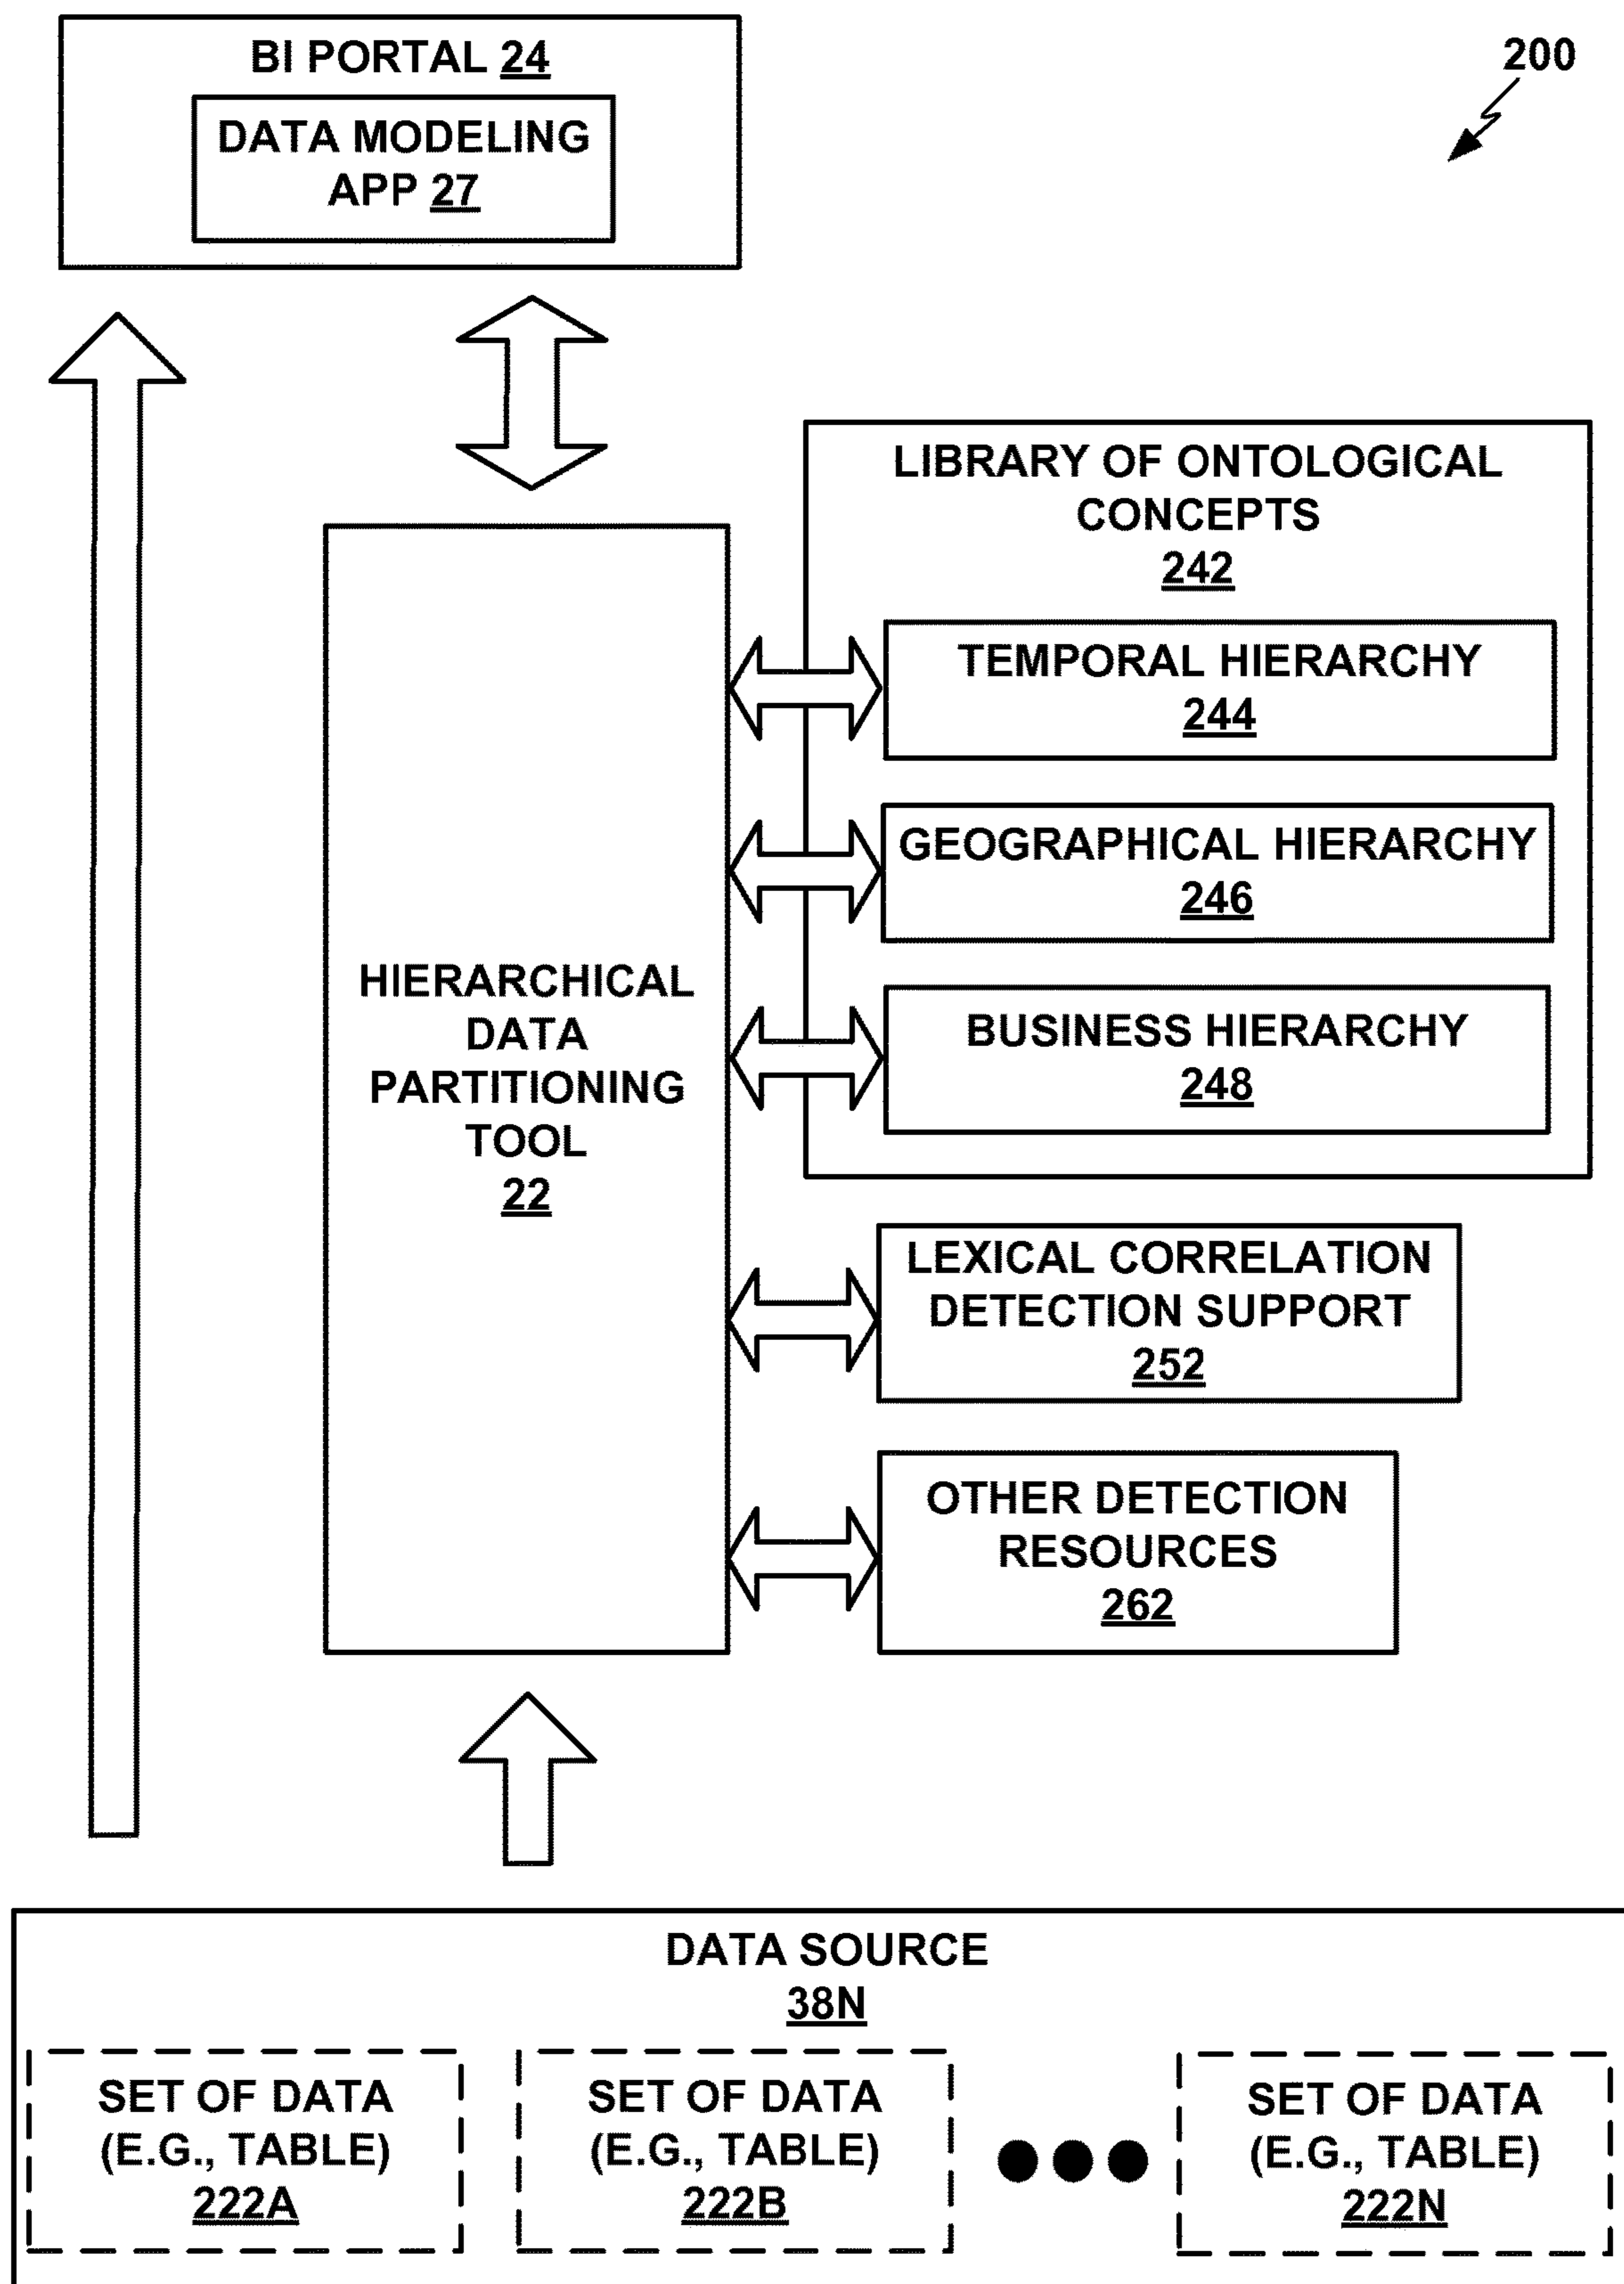 BI PORTAL 24
DATA MODELING
APP 27
200
LIBRARY OF ONTOLOGICAL
CONCEPTS
242
TEMPORAL HIERARCHY
244
GEOGRAPHICAL HIERARCHY
246
BUSINESS HIERARCHY
248
HIERARCHICAL
DATA
PARTITIONING
TOOL
22
LEXICAL CORRELATION
DETECTION SUPPORT
252
OTHER DETECTION
RESOURCES
262
DATA SOURCE
38N
SET OF DATA
(E.G., TABLE)
222A
SET OF DATA
(E.G., TABLE)
222B
SET OF DATA
(E.G., TABLE)
222N